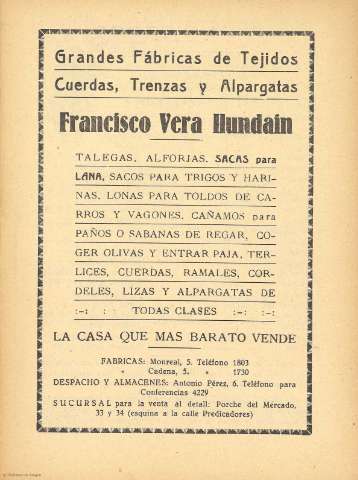 Grandes Fábricas de Tejidos
Cuerdas, Trenzas y Alpargatas
Francisco Vera Ilundain
TALEGAS, ALFORJAS, SACAS para
LANA, SACOS PARA TRIGOS Y HARI-
NAS, LONAS PARA TOLDOS DE CA-
RROS Y VAGONES, CAÑAMOS para
PAÑOS O SABANAS DE REGAR, CO-
GER OLIVAS Y ENTRAR PAJA, TER-
LICES, CUERDAS, RAMALES, COR-
DELES, LIZAS Y ALPARGATAS DE
:-: :-: TODAS CLASES :-: :-:
LA CASA QUE MAS BARATO VENDE
FABRICAS: Monreal, 5. Teléfono 1803
" Cadena, 5. " 1730
DESPACHO Y ALMACENES: Antonio Pérez, 6. Teléfono para
Conferencias 4229
SUCURSAL para la venta al detall: Porche del Mercado,
33 y 34 (esquina a la calle Predicadores)